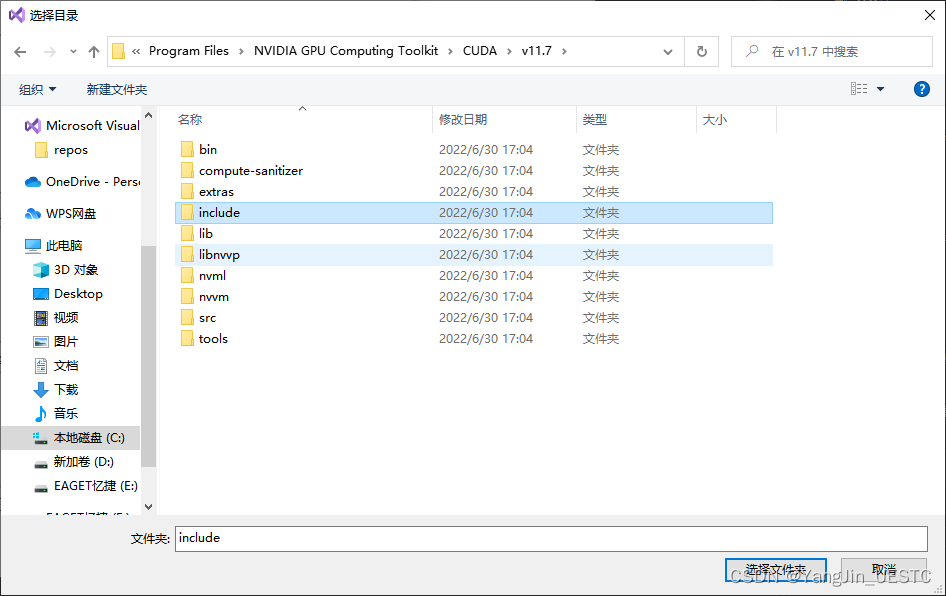 选择目录
« Program Files › NVIDIA GPU Computing Toolkit › CUDA › v11.7 ›
在 v11.7 中搜索
组织
新建文件夹
?
Microsoft Visual
repos
OneDrive - Pers
WPS网盘
此电脑
3D 对象
Desktop
视频
图片
文档
下载
音乐
本地磁盘 (C:)
新加卷 (D:)
EAGET忆捷 (E:)
EAGET忆捷 (E:)
名称 修改日期 类型 大小
bin 2022/6/30 17:04 文件夹
compute-sanitizer 2022/6/30 17:04 文件夹
extras 2022/6/30 17:04 文件夹
include 2022/6/30 17:04 文件夹
lib 2022/6/30 17:04 文件夹
libnvvp 2022/6/30 17:04 文件夹
nvml 2022/6/30 17:04 文件夹
nvvm 2022/6/30 17:04 文件夹
src 2022/6/30 17:04 文件夹
tools 2022/6/30 17:04 文件夹
文件夹: include
选择文件夹 取消
CSDN @YangJin_UESTC